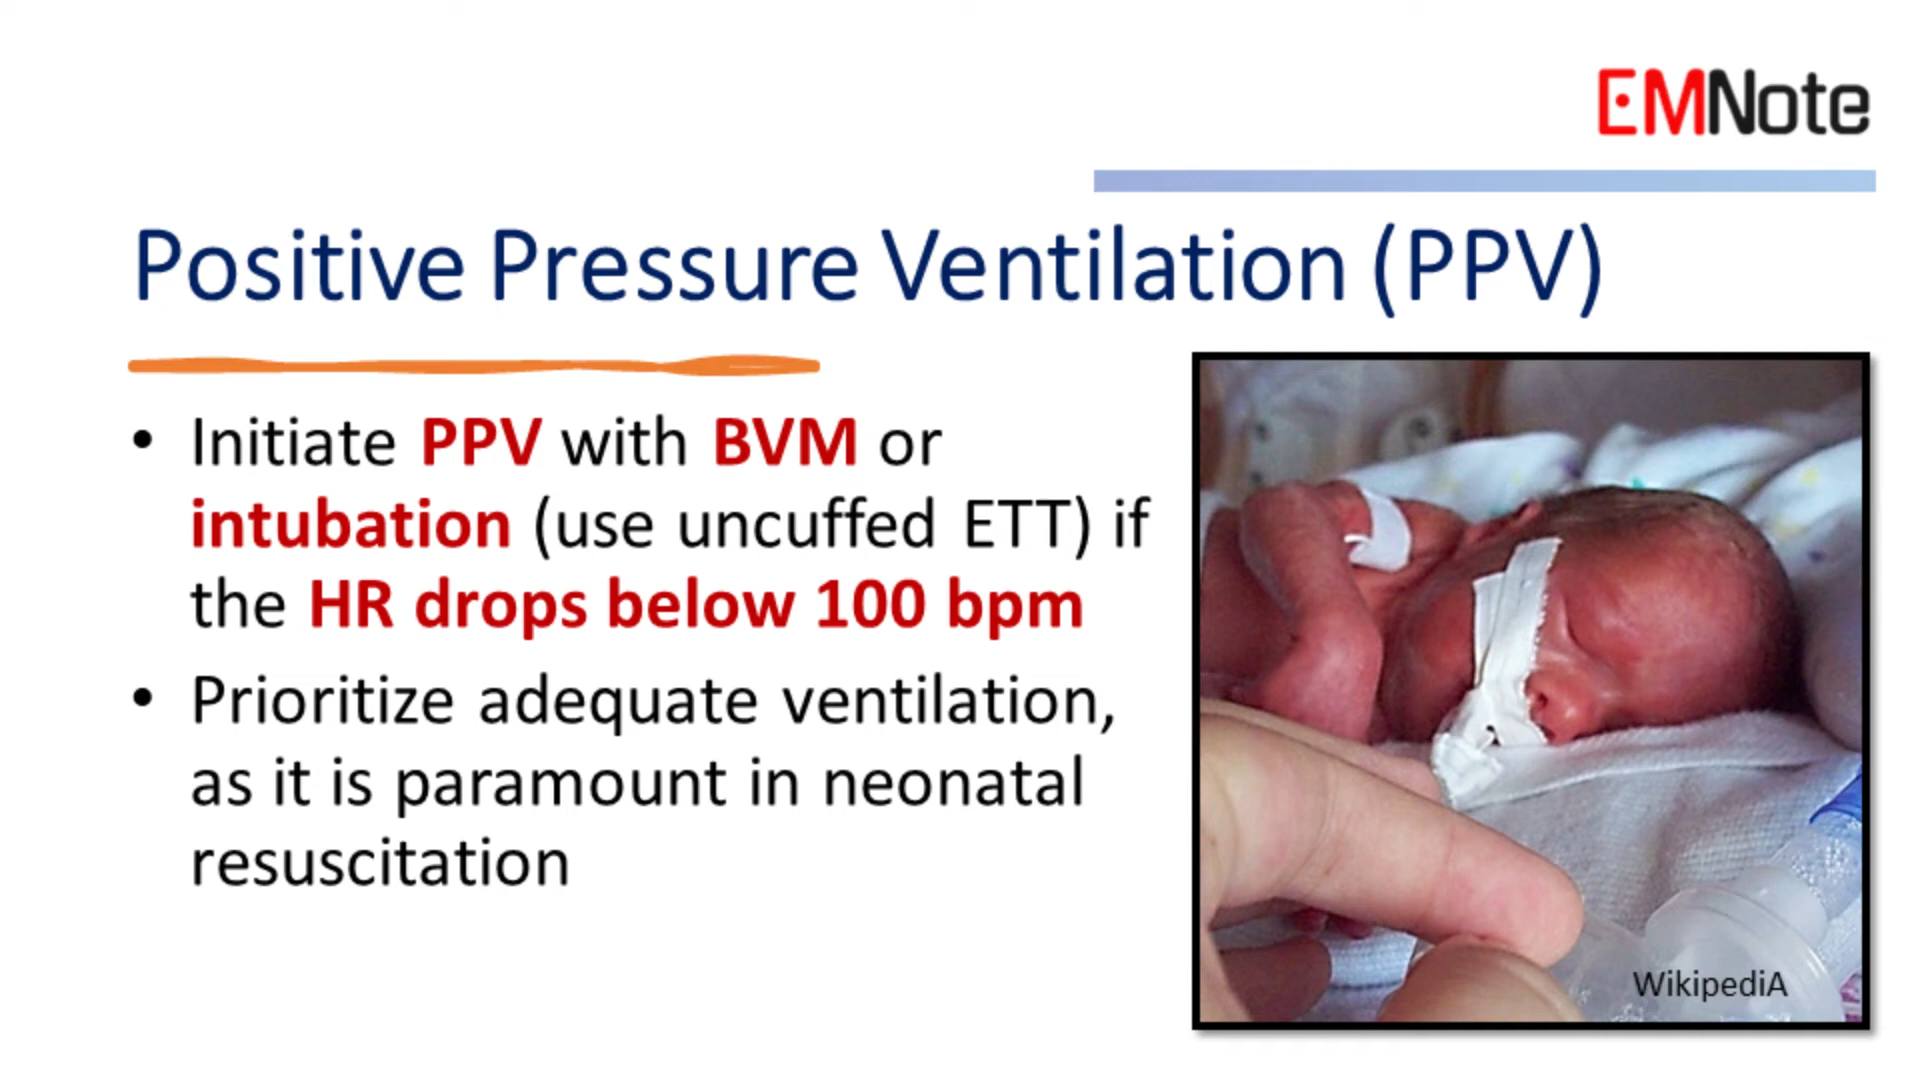 EMNote
Positive Pressure Ventilation (PPV)
• Initiate PPV with BVM or
intubation (use uncuffed ETT) if
the HR drops below 100 bpm
• Prioritize adequate ventilation,
as it is paramount in neonatal
resuscitation
WikipediA